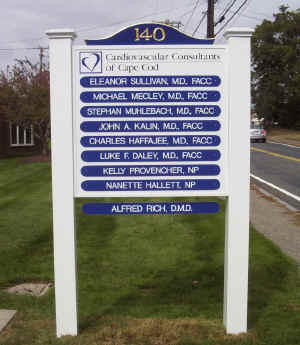 140
Cardiovascular Consultants
of Cape Cod
ELEANOR SULLIVAN, M.D., FACC
MICHAEL MECLEY, M.D., FACC
STEPHAN MUHLEBACH, M.D., FACC
JOHN A. KALIN, M.D., FACC
CHARLES HAFFAJEE, M.D., FACC
LUKE F. DALEY, M.D., FACC
KELLY PROVENCHER, NP
NANETTE HALLETT, NP
ALFRED RICH, D.M.D.